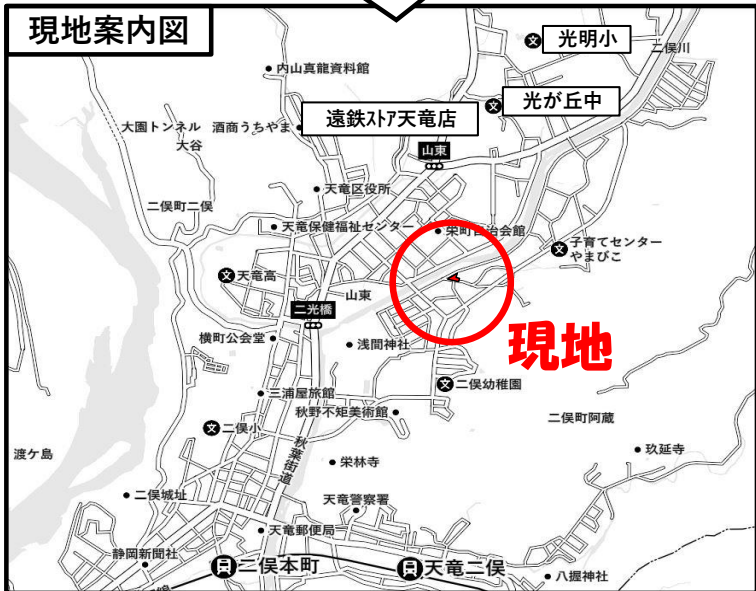 現地案内図
光明小
二俣川
内山真龍資料館
光が丘中
遠鉄ｽﾄｱ天竜店
大園トンネル
酒商うちやま
大谷
山東
天竜区役所
二俣町二俣
天竜保健福祉センター
栄町自治会館
子育てセンター
やまびこ
天竜高
山東
二光橋
横町公会堂
浅間神社
現地
二俣幼稚園
三浦屋旅館
秋野不矩美術館
二俣町阿蔵
二俣小
秋葉街道
渡ケ島
栄林寺
玖延寺
二俣城址
天竜警察署
天竜郵便局
静岡新聞社
二俣本町
天竜二俣
八握神社